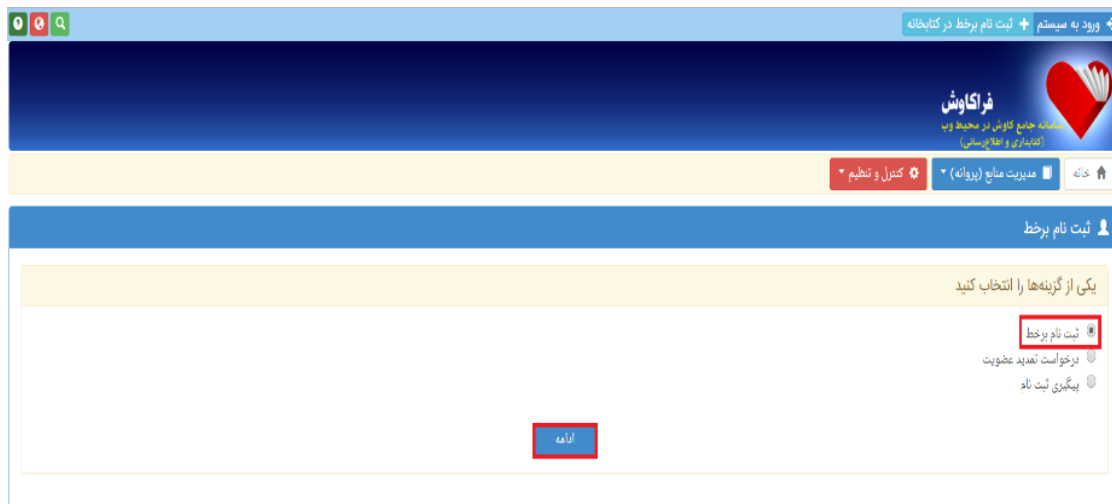 ورود به سیستم
ثبت نام برخط در کتابخانه
فراکاوش
سامانه جامع کاوش در محیط وب
(کتابداری و اطلاع‌رسانی)
خانه
مدیریت منابع (پروانه)
کنترل و تنظیم
ثبت نام برخط
یکی از گزینه‌ها را انتخاب کنید
ثبت نام برخط
درخواست تمدید عضویت
پیگیری ثبت نام
ادامه